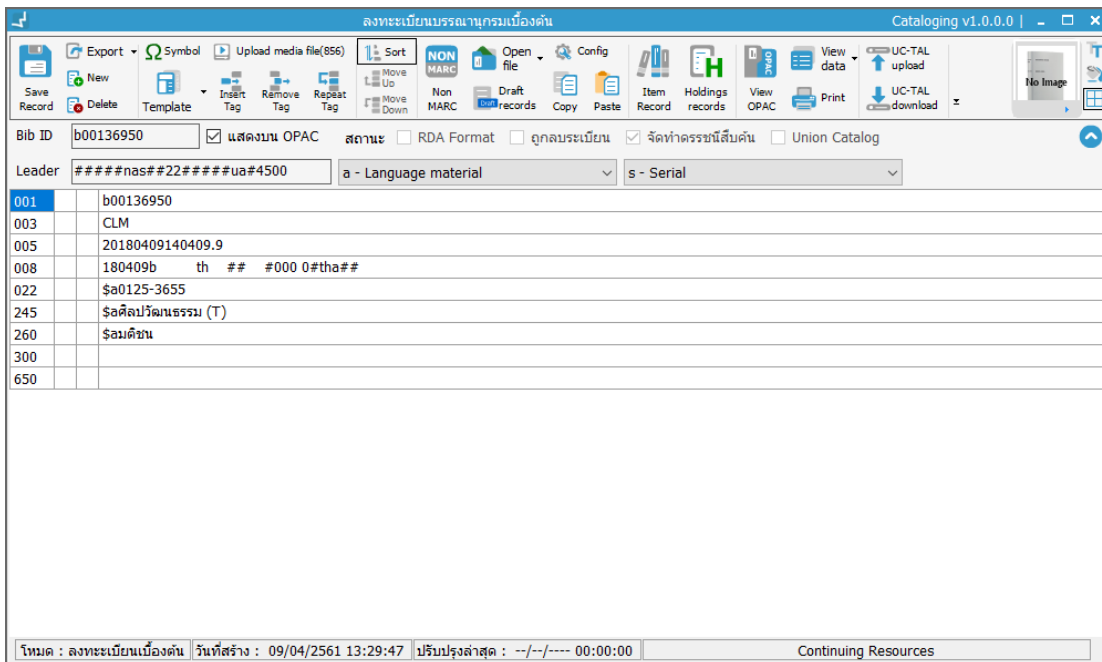 ลงทะเบียนบรรณานุกรมเบื้องต้น Cataloging v1.0.0.0 |
Export Symbol Upload media file(856) Sort NON MARC Open file Config OPAC View data UC-TAL upload
New Move Up No Image
Save Record Delete Template Insert Tag Remove Tag Repeat Tag Move Down Non MARC Draft Draft records Copy Paste Item Record Holdings records View OPAC Print UC-TAL download
Bib ID b00136950 แสดงบน OPAC สถานะ RDA Format ถูกลบระเบียน จัดทำดรรชนีสืบค้น Union Catalog
Leader #####nas##22#####ua#4500 a - Language material s - Serial
001 b00136950
003 CLM
005 20180409140409.9
008 180409b th ## #000 0#tha##
022 $a0125-3655
245 $aศิลปวัฒนธรรม (T)
260 $aมติชน
300
650
โหมด : ลงทะเบียนเบื้องต้น วันที่สร้าง : 09/04/2561 13:29:47 ปรับปรุงล่าสุด : --/--/---- 00:00:00 Continuing Resources